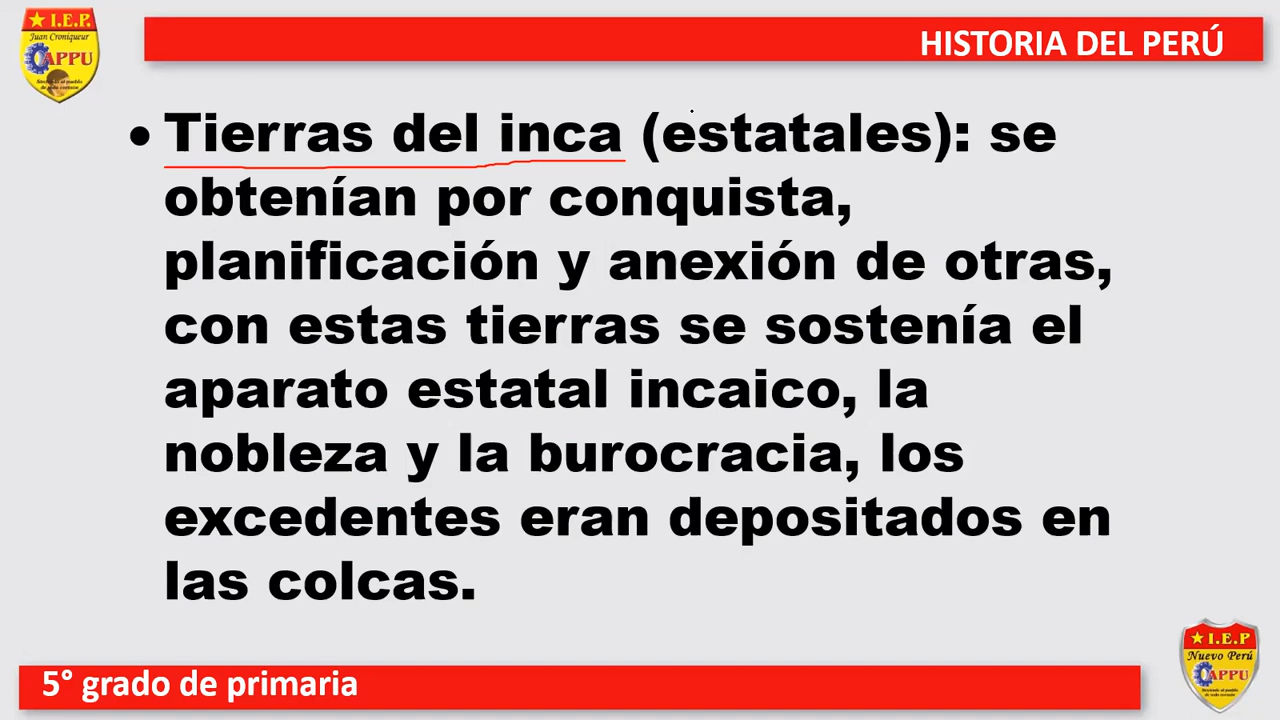 ★ I.E.P.
Juan Croniqueur
CAPPU
HISTORIA DEL PERÚ
• Tierras del inca (estatales): se
obtenían por conquista,
planificación y anexión de otras,
con estas tierras se sostenía el
aparato estatal incaico, la
nobleza y la burocracia, los
excedentes eran depositados en
las colcas.
5° grado de primaria
★ I.E.P
Nuevo Perú
CAPPU